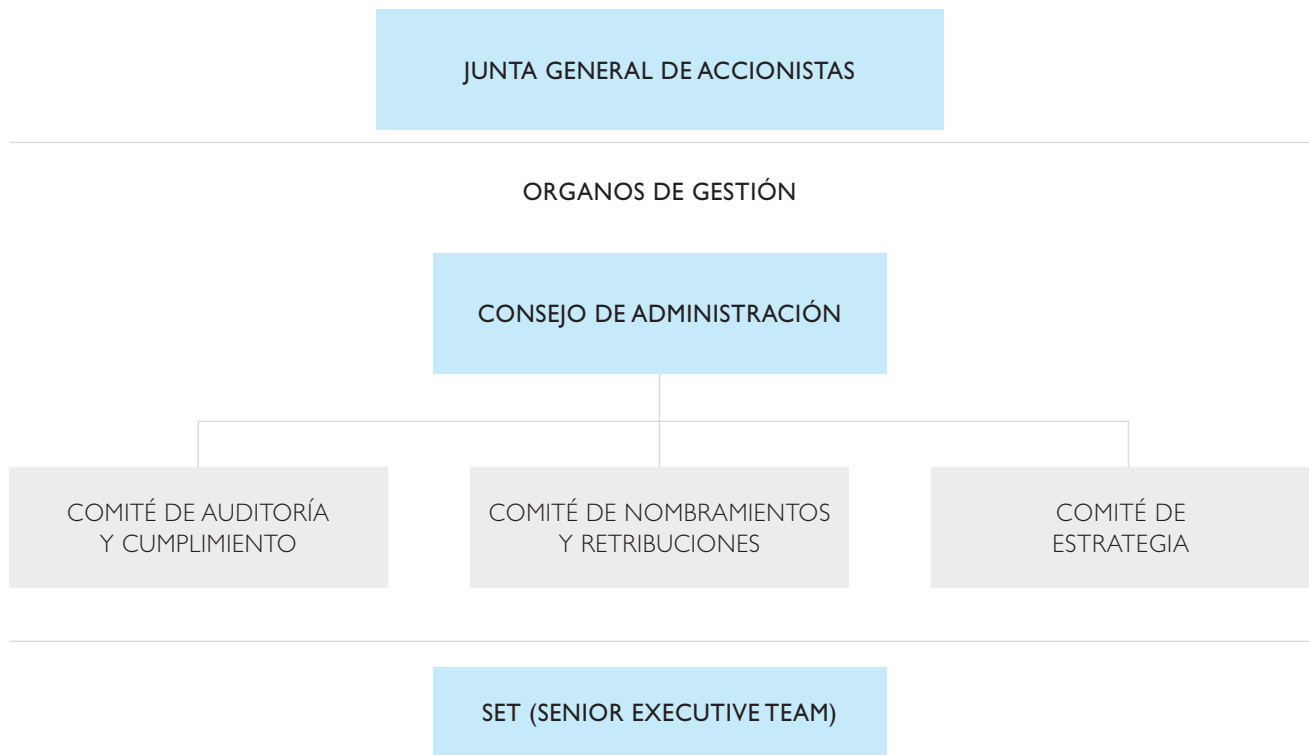 JUNTA GENERAL DE ACCIONISTAS
ORGANOS DE GESTIÓN
CONSEJO DE ADMINISTRACIÓN
COMITÉ DE AUDITORÍA
Y CUMPLIMIENTO
COMITÉ DE NOMBRAMIENTOS
Y RETRIBUCIONES
COMITÉ DE
ESTRATEGIA
SET (SENIOR EXECUTIVE TEAM)